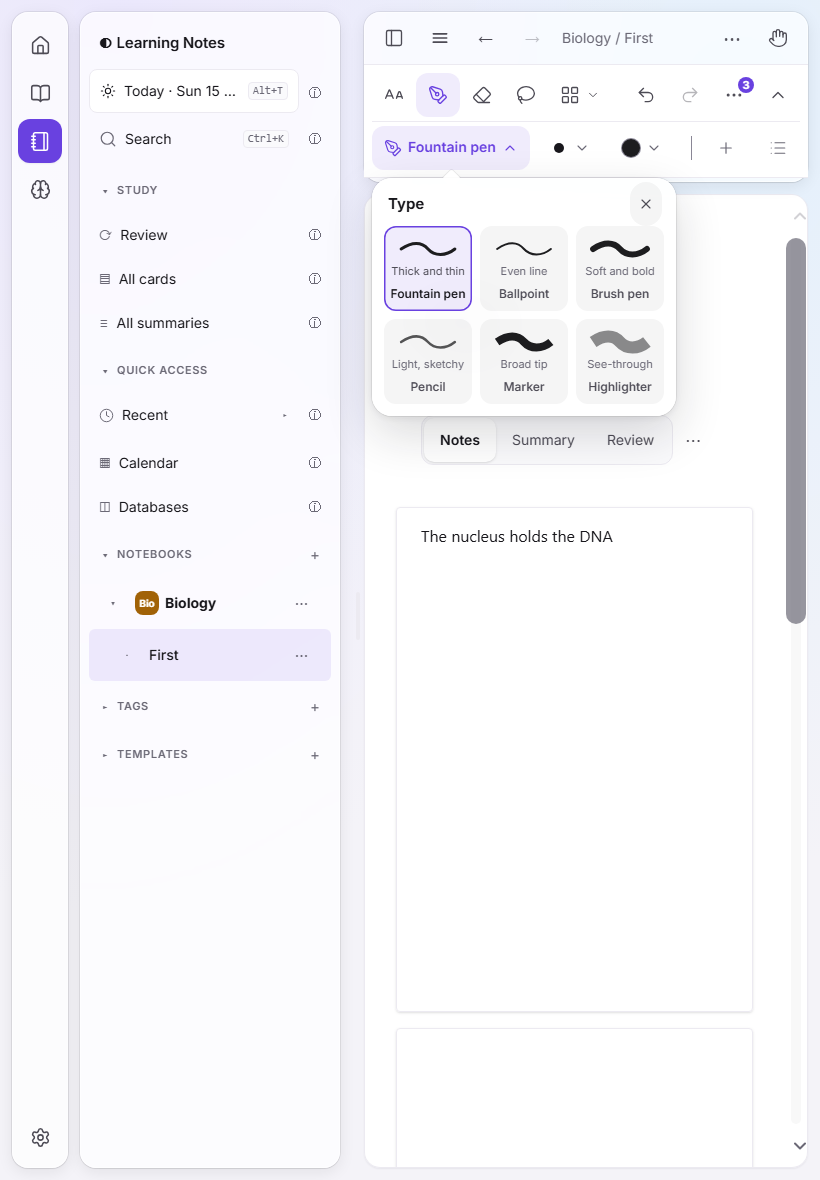 Learning Notes
Today · Sun 15 ... Alt+T
Search Ctrl+K
STUDY
Review
All cards
All summaries
QUICK ACCESS
Recent
Calendar
Databases
NOTEBOOKS
Bio Biology
First
TAGS
TEMPLATES
Biology / First
AA
3
Fountain pen
Type
Thick and thin
Fountain pen
Even line
Ballpoint
Soft and bold
Brush pen
Light, sketchy
Pencil
Broad tip
Marker
See-through
Highlighter
Notes Summary Review
The nucleus holds the DNA